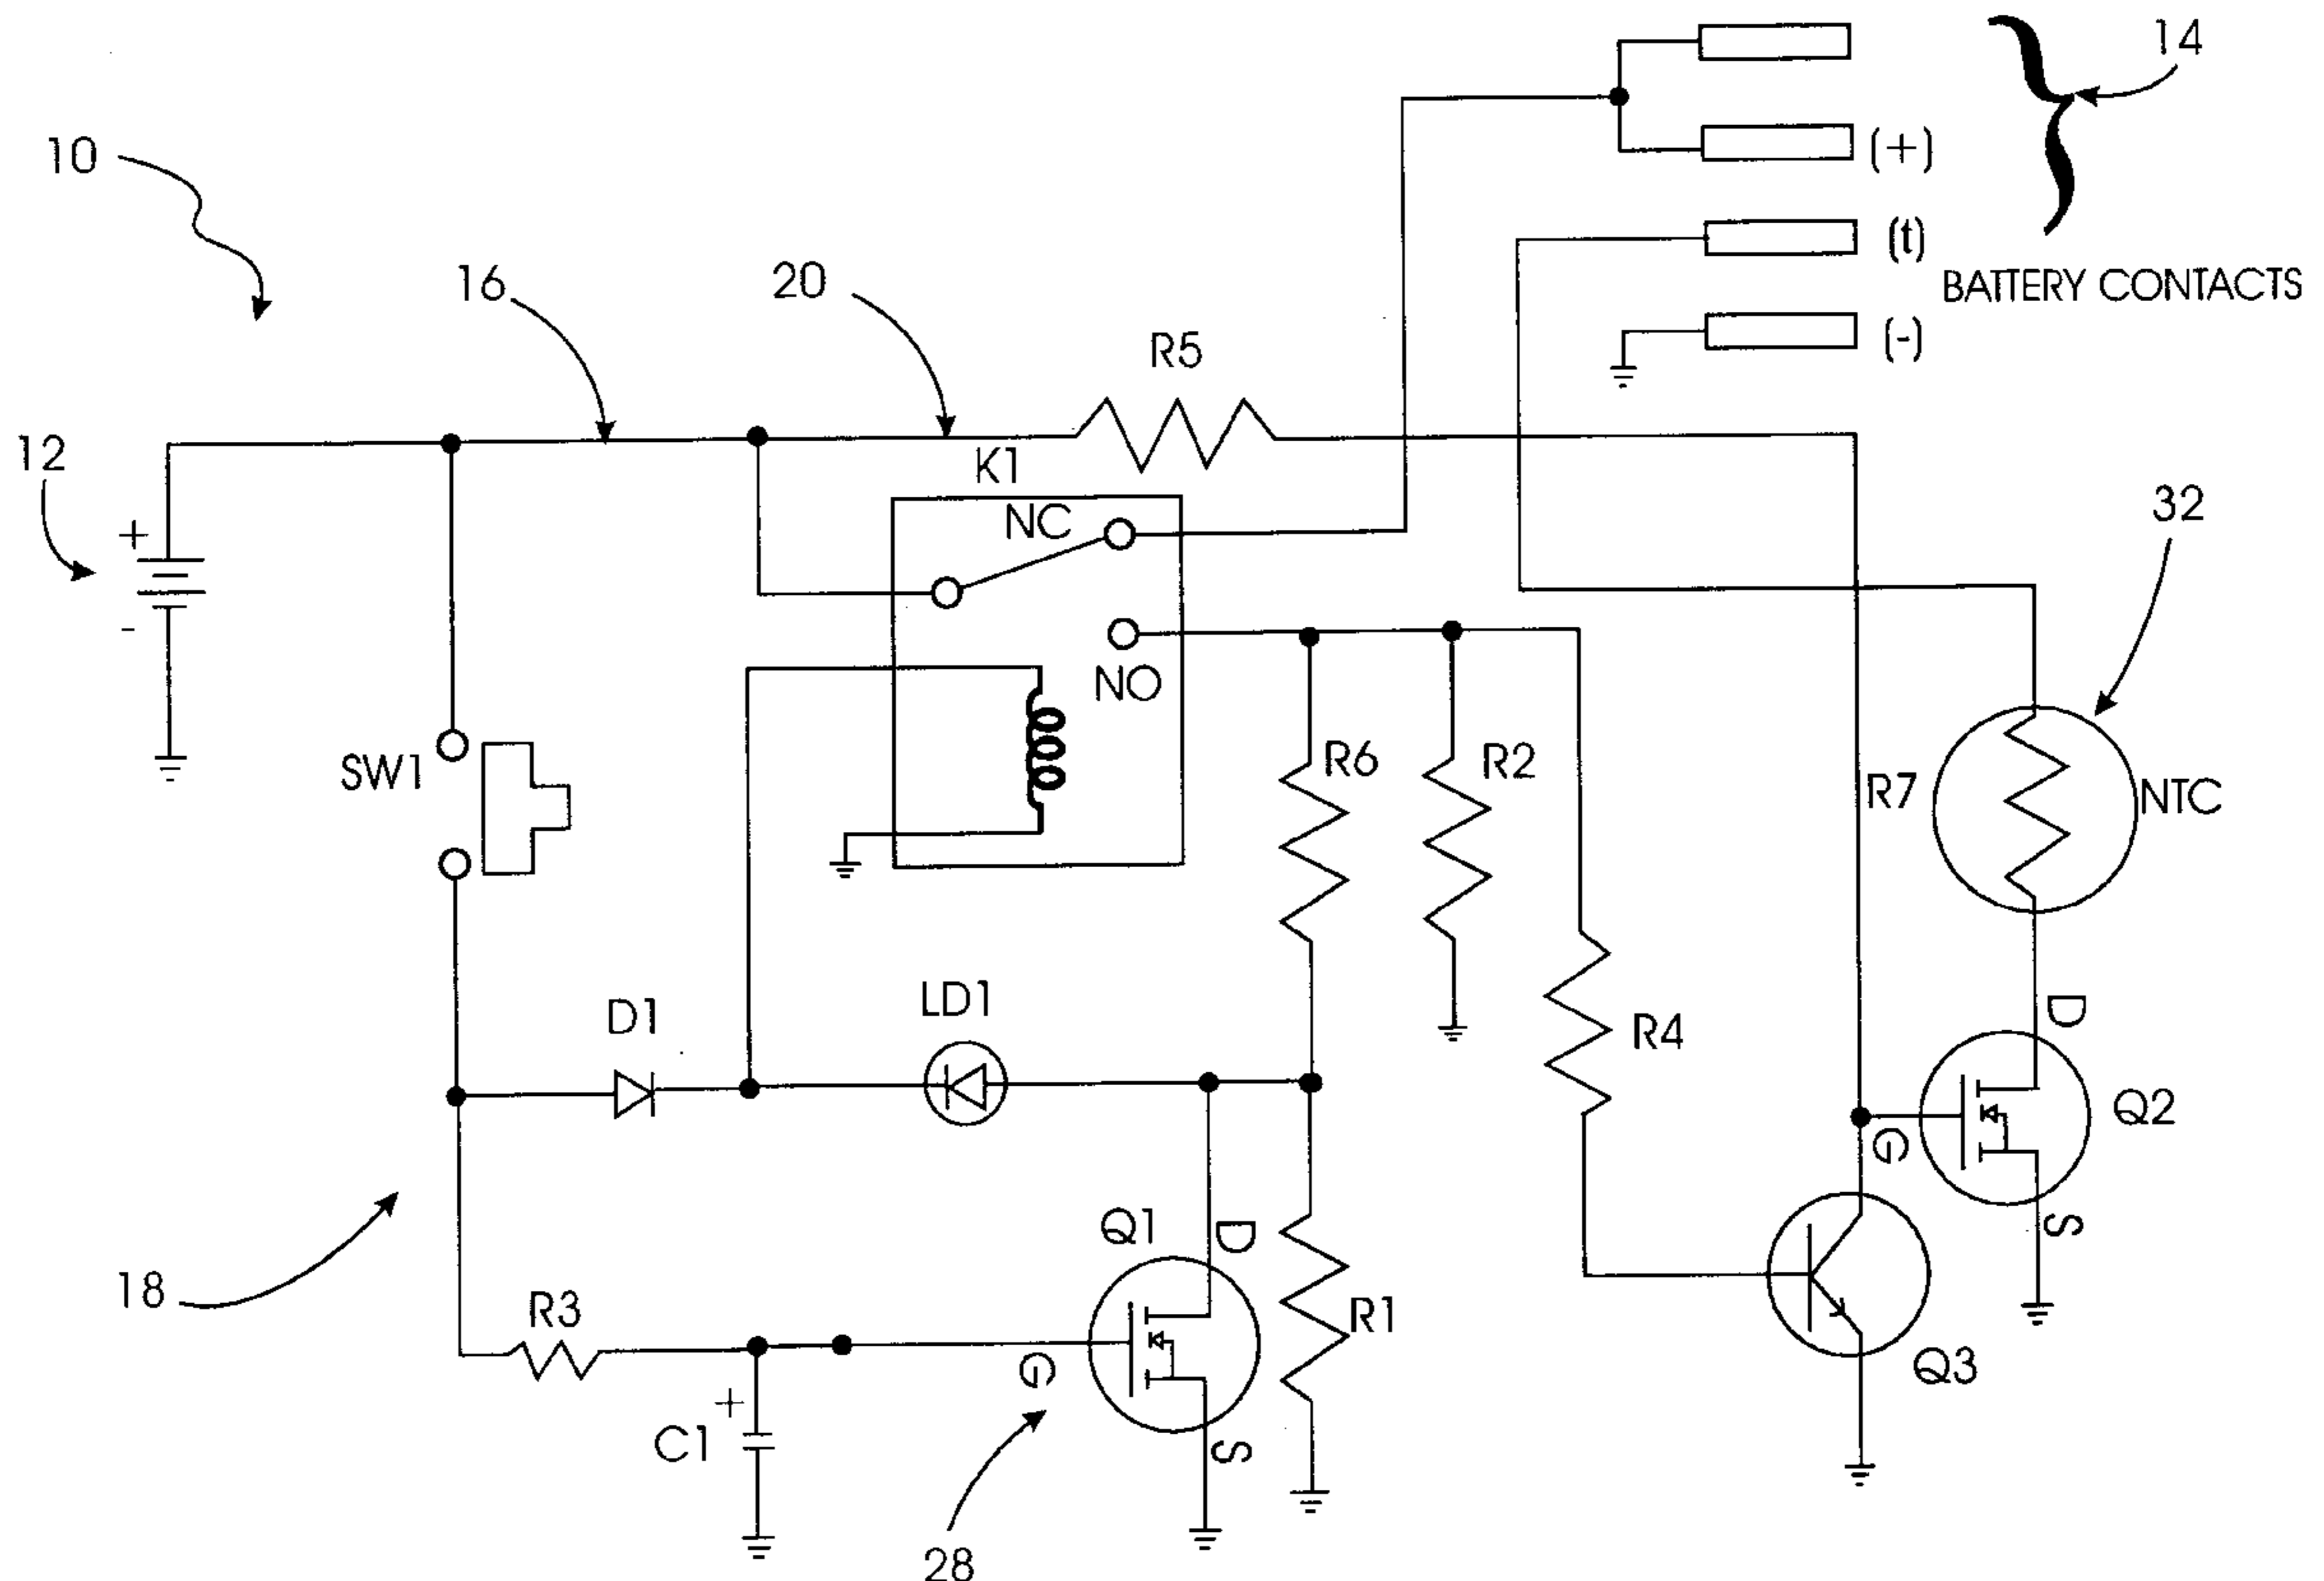 14
10
(+)
(t)
16
20
BATTERY CONTACTS
R5
(-)
12
K1
+
NC
32
-
NO
SW1
R6
R2
R7
NTC
D1
LD1
D
R4
G
Q2
Q1
D
S
18
R3
R1
G
Q3
+
C1
S
28